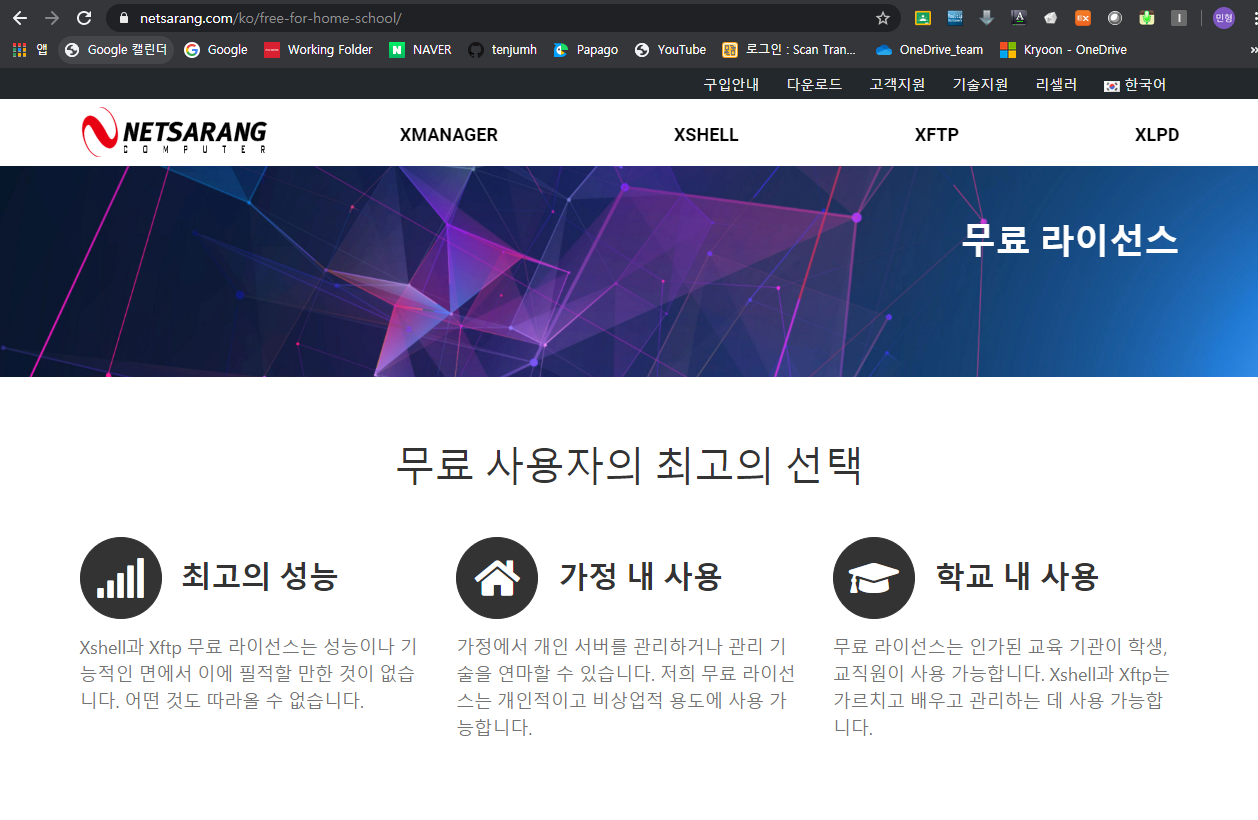 netsarang.com/ko/free-for-home-school/
민형
앱 Google 캘린더 Google Working Folder NAVER tenjumh Papago YouTube 로그인 : Scan Tran... OneDrive_team Kryoon - OneDrive »
구입안내 다운로드 고객지원 기술지원 리셀러 한국어
NETSARANG
COMPUTER
XMANAGER XSHELL XFTP XLPD
무료 라이선스
무료 사용자의 최고의 선택
최고의 성능
Xshell과 Xftp 무료 라이선스는 성능이나 기
능적인 면에서 이에 필적할 만한 것이 없습
니다. 어떤 것도 따라올 수 없습니다.
가정 내 사용
가정에서 개인 서버를 관리하거나 관리 기
술을 연마할 수 있습니다. 저희 무료 라이선
스는 개인적이고 비상업적 용도에 사용 가
능합니다.
학교 내 사용
무료 라이선스는 인가된 교육 기관이 학생,
교직원이 사용 가능합니다. Xshell과 Xftp는
가르치고 배우고 관리하는 데 사용 가능합
니다.